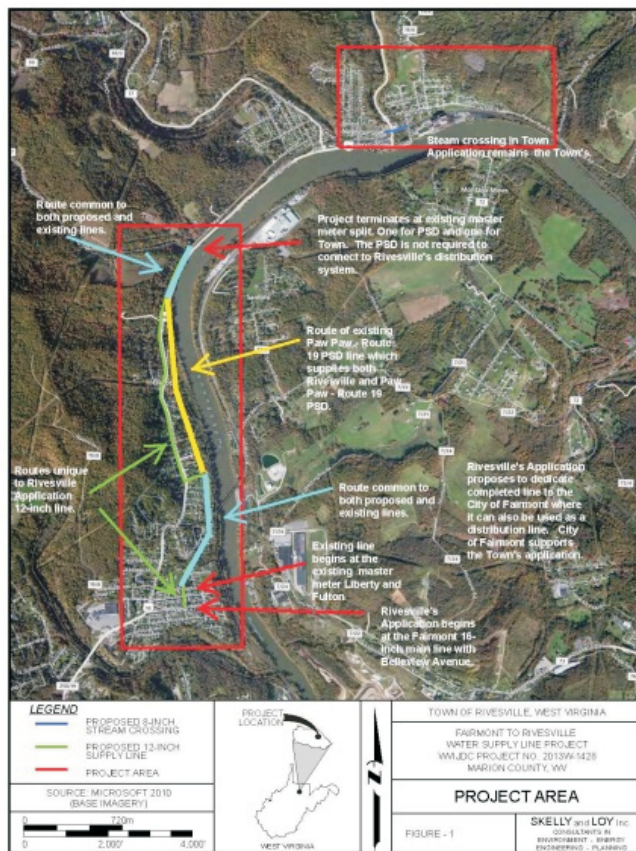 Steam crossing in Town
Application remains the Town's
Route common to
both proposed and
existing lines.
Project terminates at existing master
meter split. One for PSD and one for
Town. The PSD is not required to
connect to Rivesville's distribution
system.
Route of existing
Paw Paw - Route
19 PSD line which
supplies both
Rivesville and Paw
Paw - Route 19
PSD.
Routes unique
to Rivesville
Application
12-inch line.
Route common to
both proposed and
existing lines.
Rivesville's Application
proposes to dedicate
completed line to the
City of Fairmont where
it can also be used as a
distribution line. City
of Fairmont supports
the Town's application.
Existing line
begins at the
existing master
meter Liberty and
Fulton
Rivesville's
Application begins
at the Fairmont 16-
inch main line with
Belleview Avenue.
LEGEND
PROPOSED 8-INCH
STREAM CROSSING
PROPOSED 12-INCH
SUPPLY LINE
PROJECT AREA
SOURCE: MICROSOFT 2010
(BASE IMAGERY)
0 720m
0 2,000' 4,000'
PROJECT
LOCATION
WEST VIRGINIA
Z
TOWN OF RIVESVILLE, WEST VIRGINIA
FAIRMONT TO RIVESVILLE
WATER SUPPLY LINE PROJECT
WVIJDC PROJECT NO. 2013W-1428
MARION COUNTY, WV
PROJECT AREA
FIGURE - 1
SKELLY and LOY Inc.
CONSULTANTS IN
ENVIRONMENT - ENERGY
ENGINEERING - PLANNING